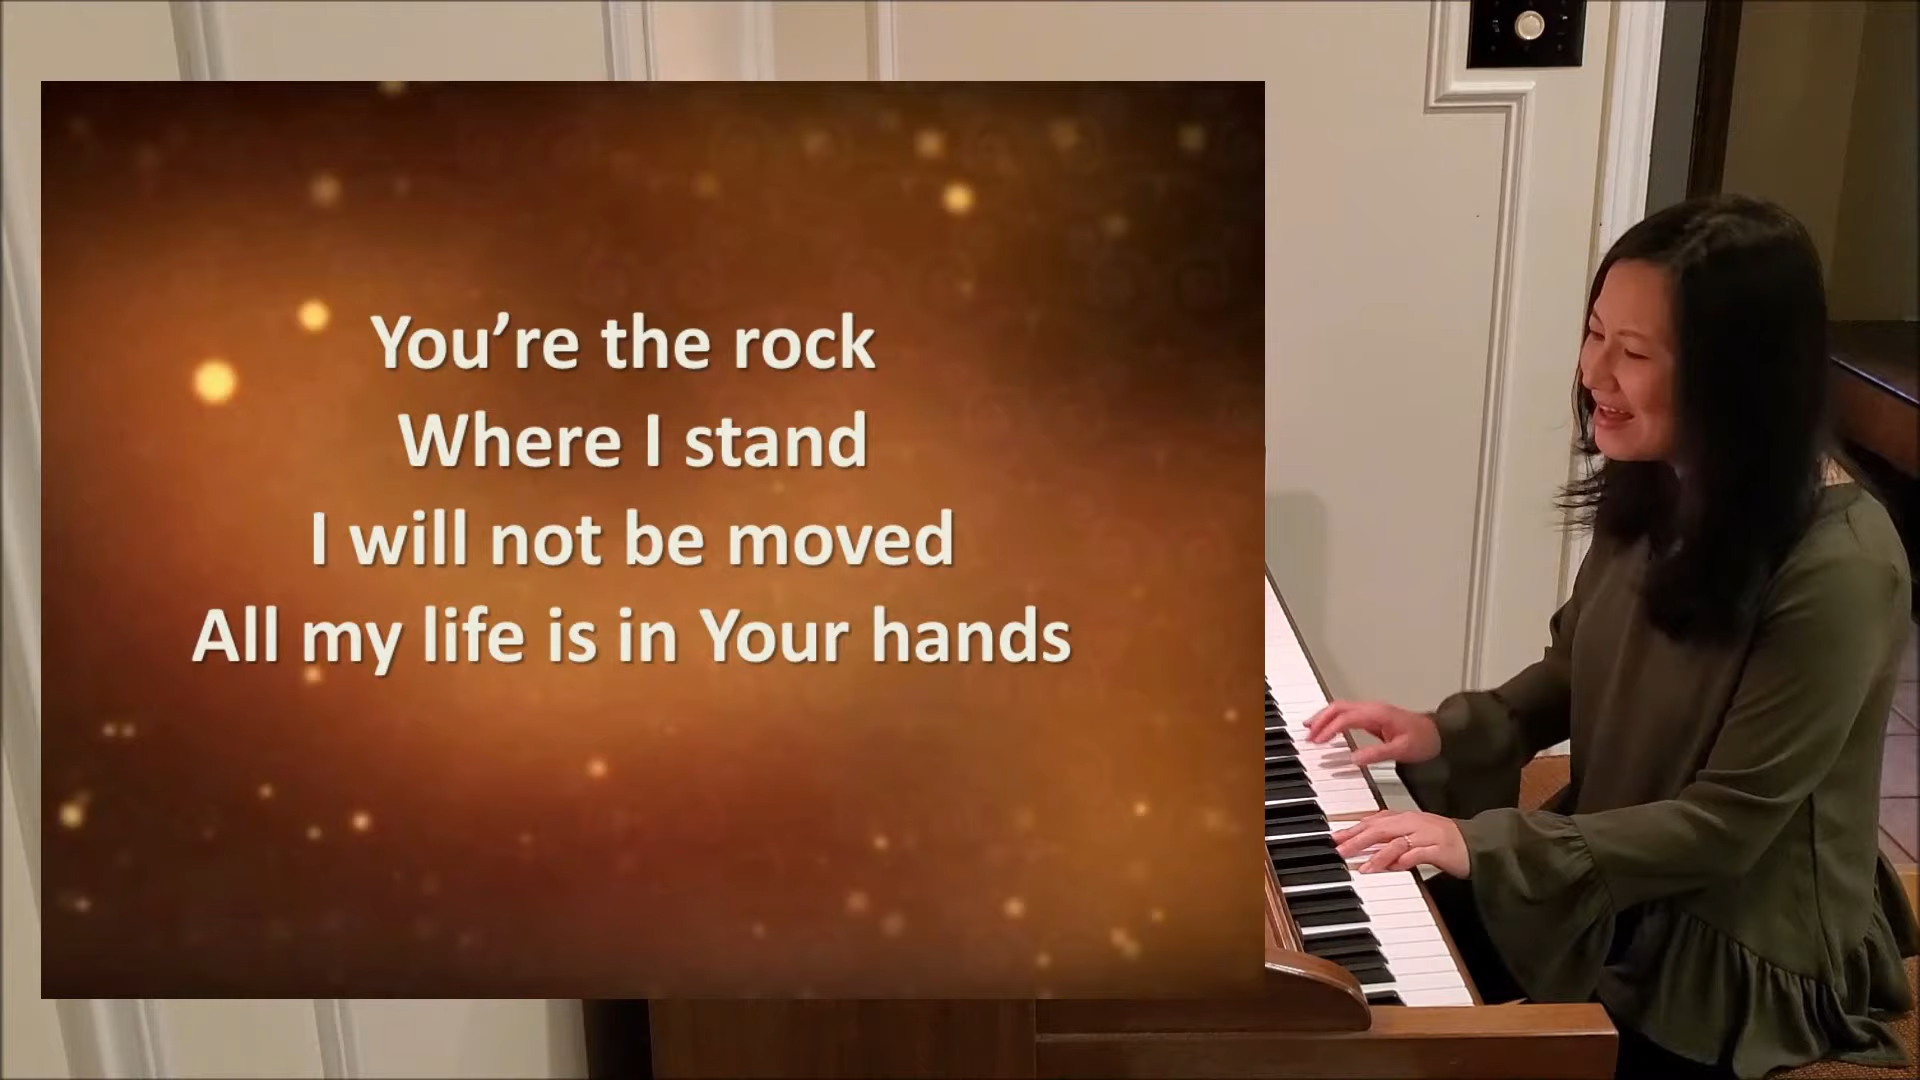 You’re the rock
Where I stand
I will not be moved
All my life is in Your hands